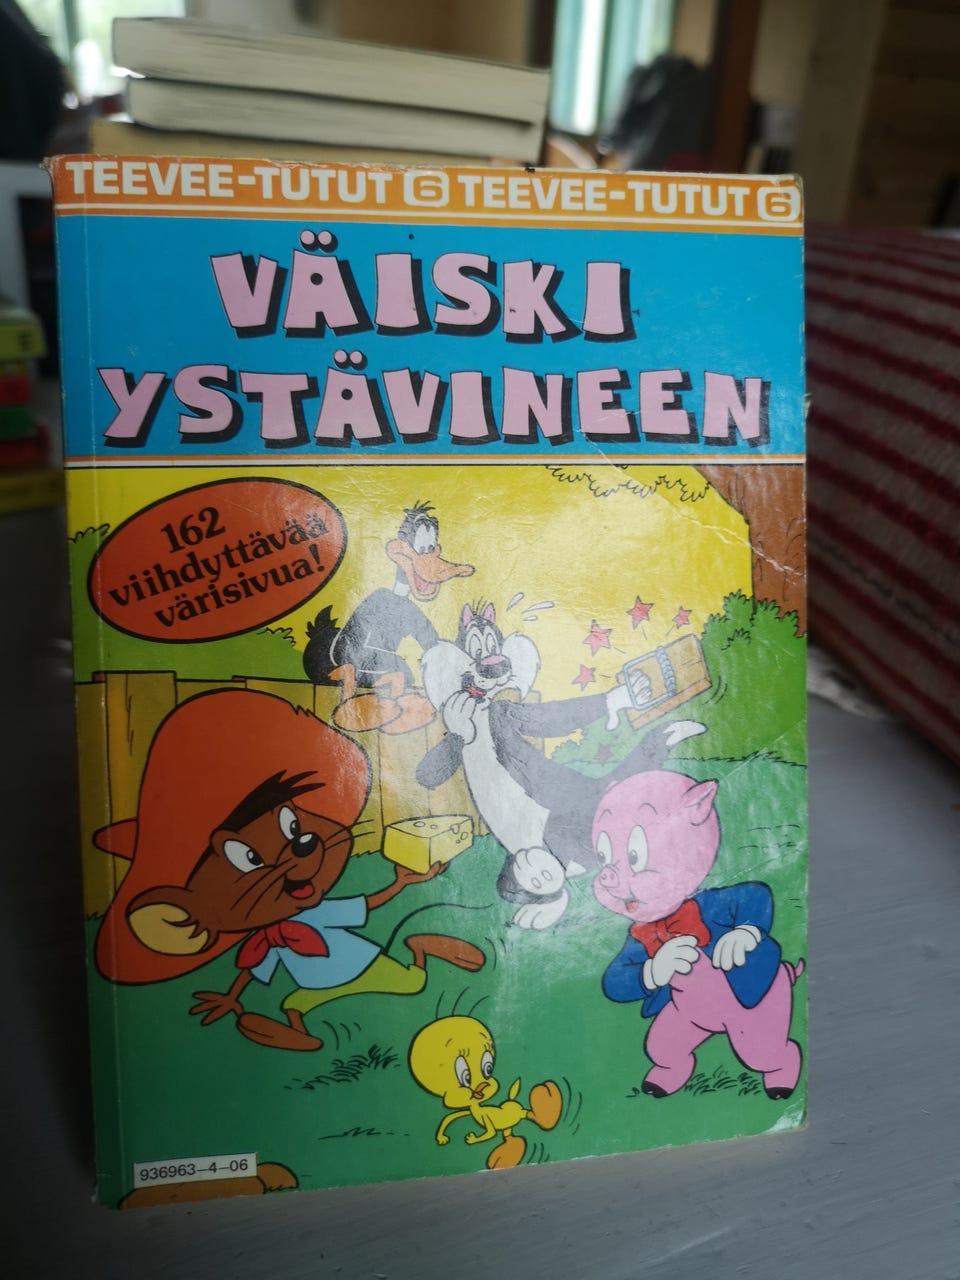 TEEVEE-TUTUT 6 TEEVEE-TUTUT 6
VÄISKI
YSTÄVINEEN
162
viihdyttävää
värisivua!
936963-4-06